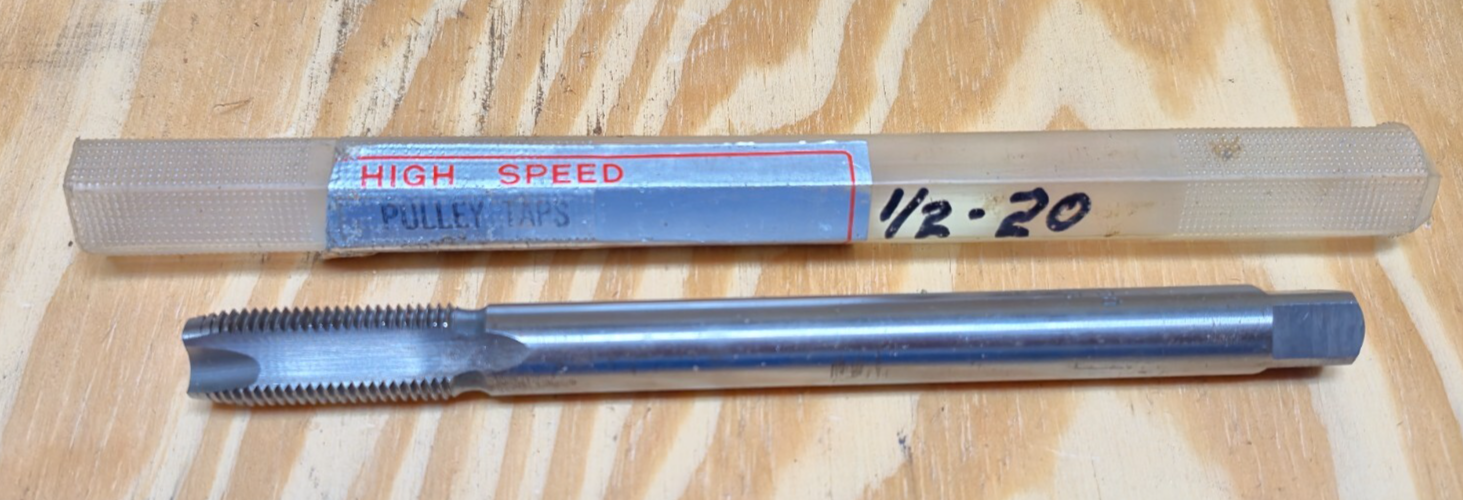 HIGH SPEED
PULLEY TAPS
1/2-20